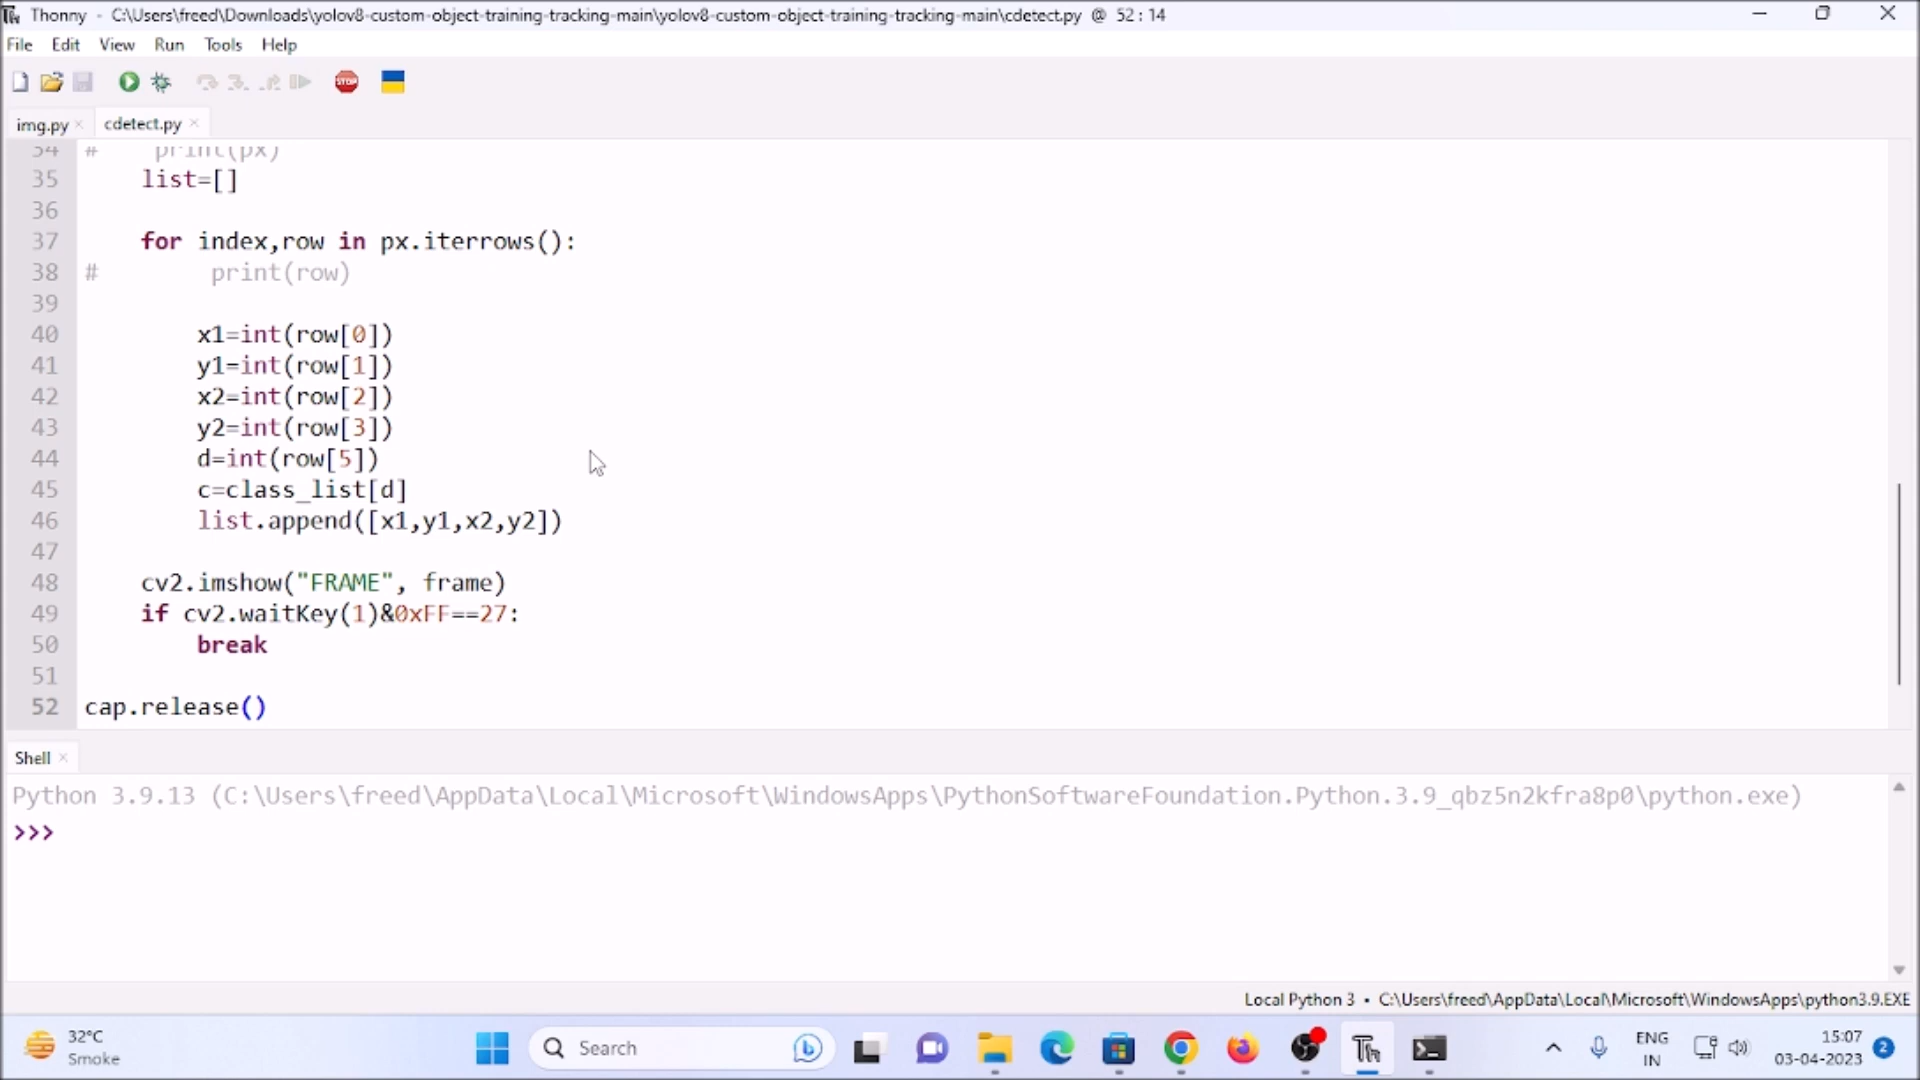 Thonny - C:\Users\freed\Downloads\yolov8-custom-object-training-tracking-main\yolov8-custom-object-training-tracking-main\cdetect.py @ 52 : 14
File Edit View Run Tools Help
STOP
img.py × cdetect.py ×
34 #    print(px)
35     list=[]
36
37     for index,row in px.iterrows():
38 #        print(row)
39
40         x1=int(row[0])
41         y1=int(row[1])
42         x2=int(row[2])
43         y2=int(row[3])
44         d=int(row[5])
45         c=class_list[d]
46         list.append([x1,y1,x2,y2])
47
48     cv2.imshow("FRAME", frame)
49     if cv2.waitKey(1)&0xFF==27:
50         break
51
52 cap.release()
Shell ×
Python 3.9.13 (C:\Users\freed\AppData\Local\Microsoft\WindowsApps\PythonSoftwareFoundation.Python.3.9_qbz5n2kfra8p0\python.exe)
>>>
Local Python 3 • C:\Users\freed\AppData\Local\Microsoft\WindowsApps\python3.9.EXE
32°C
Smoke
Search
ENG
IN
15:07
03-04-2023
2